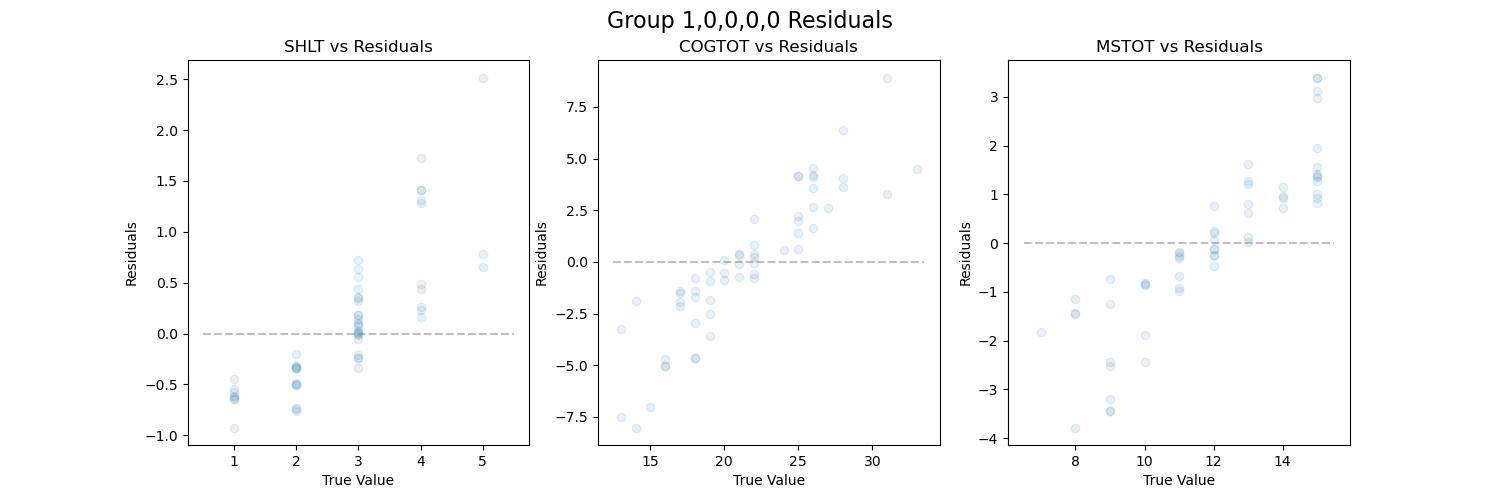 Group 1,0,0,0,0 Residuals
SHLT vs Residuals
COGTOT vs Residuals
MSTOT vs Residuals
Residuals
2.5
2.0
1.5
1.0
0.5
0.0
−0.5
−1.0
1 2 3 4 5
True Value
Residuals
7.5
5.0
2.5
0.0
−2.5
−5.0
−7.5
15 20 25 30
True Value
Residuals
3
2
1
0
−1
−2
−3
−4
8 10 12 14
True Value